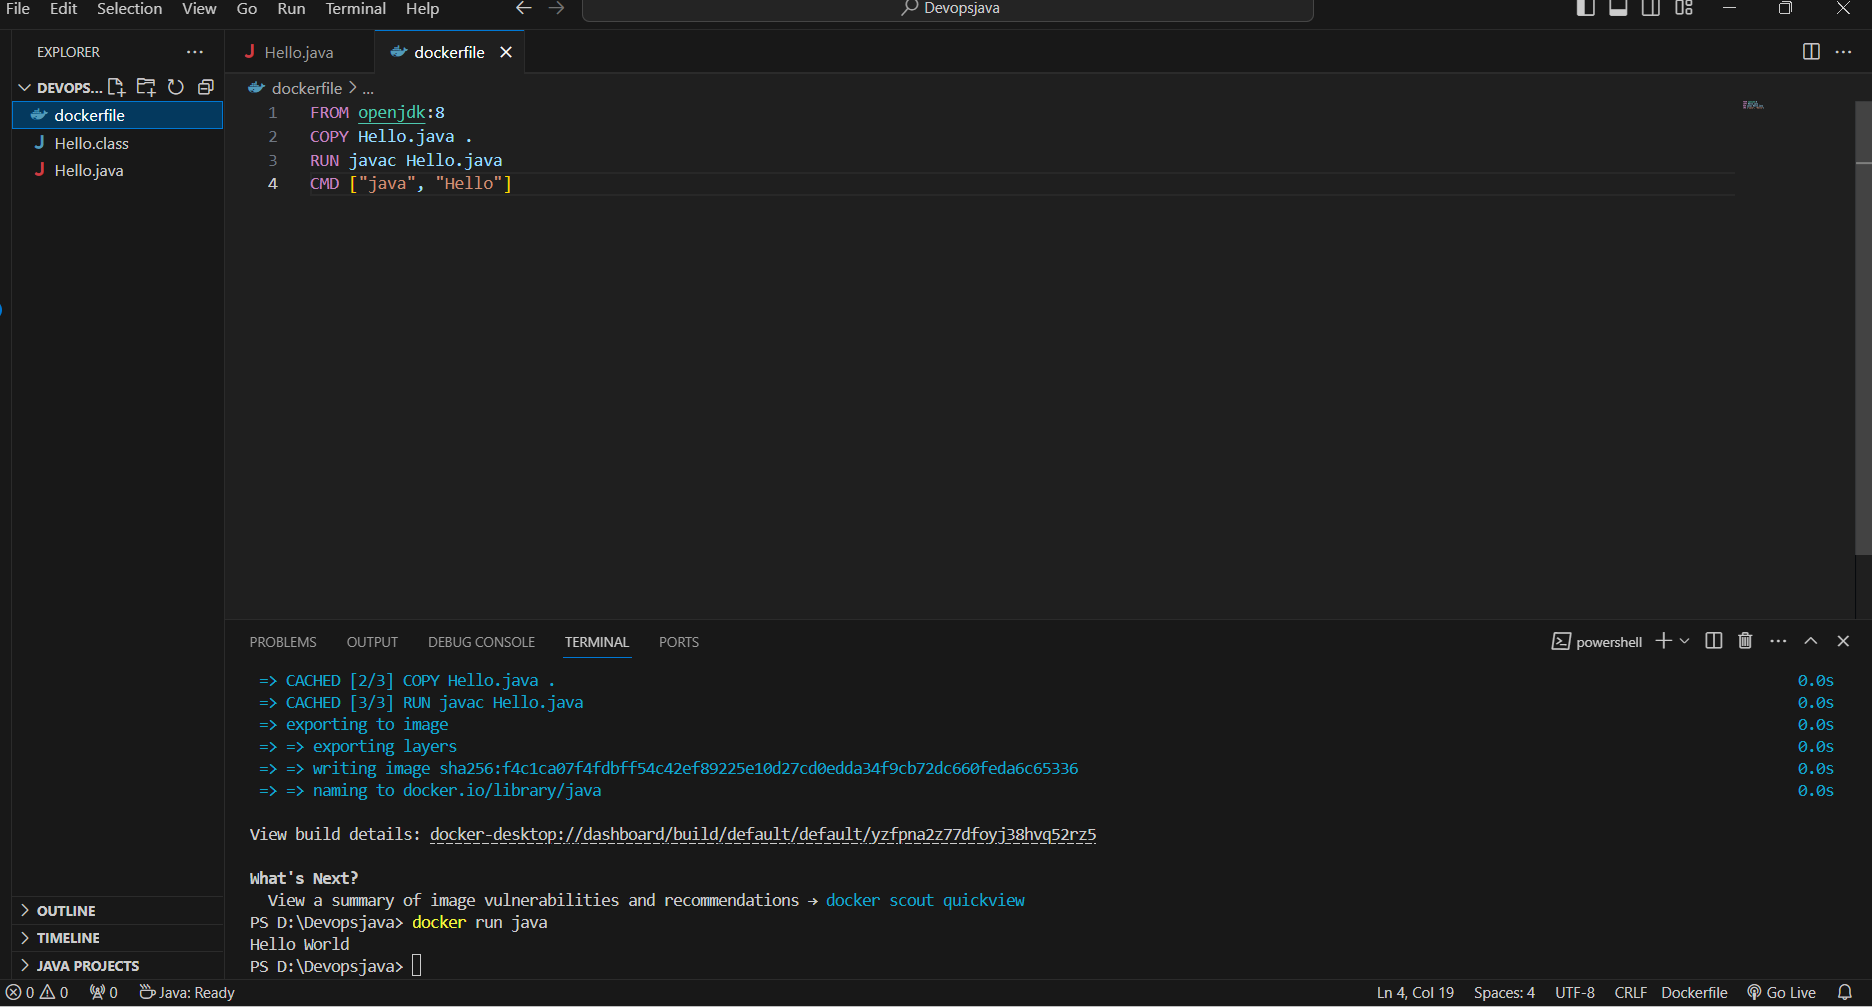 File Edit Selection View Go Run Terminal Help
Devopsjava
EXPLORER
Hello.java
dockerfile
DEVOPS...
dockerfile
Hello.class
Hello.java
dockerfile > ...
1 FROM openjdk:8
2 COPY Hello.java .
3 RUN javac Hello.java
4 CMD ["java", "Hello"]
PROBLEMS OUTPUT DEBUG CONSOLE TERMINAL PORTS
powershell
=> CACHED [2/3] COPY Hello.java . 0.0s
=> CACHED [3/3] RUN javac Hello.java 0.0s
=> exporting to image 0.0s
=> => exporting layers 0.0s
=> => writing image sha256:f4c1ca07f4fdbff54c42ef89225e10d27cd0edda34f9cb72dc660feda6c65336 0.0s
=> => naming to docker.io/library/java 0.0s
View build details: docker-desktop://dashboard/build/default/default/yzfpna2z77dfoyj38hvq52rz5
What's Next?
View a summary of image vulnerabilities and recommendations → docker scout quickview
PS D:\Devopsjava> docker run java
Hello World
PS D:\Devopsjava>
OUTLINE
TIMELINE
JAVA PROJECTS
0 0 0 Java: Ready Ln 4, Col 19 Spaces: 4 UTF-8 CRLF Dockerfile Go Live